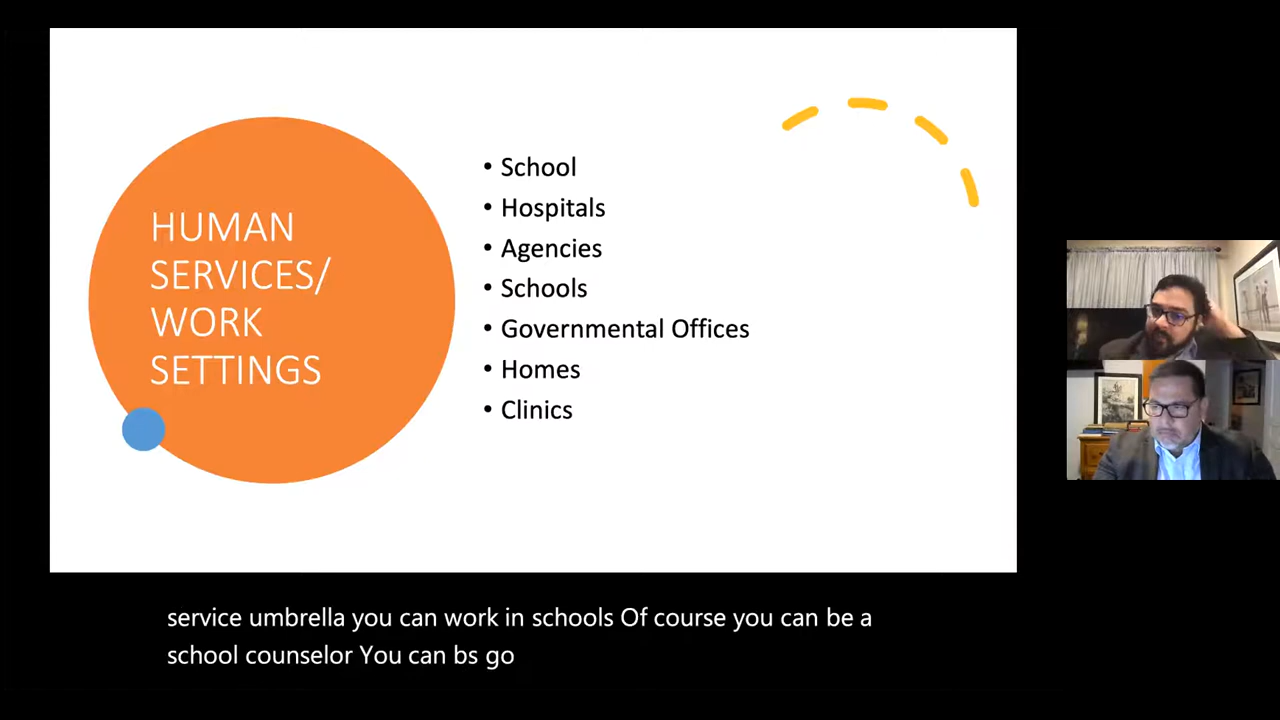 HUMAN
SERVICES/
WORK
SETTINGS
• School
• Hospitals
• Agencies
• Schools
• Governmental Offices
• Homes
• Clinics
service umbrella you can work in schools Of course you can be a
school counselor You can bs go